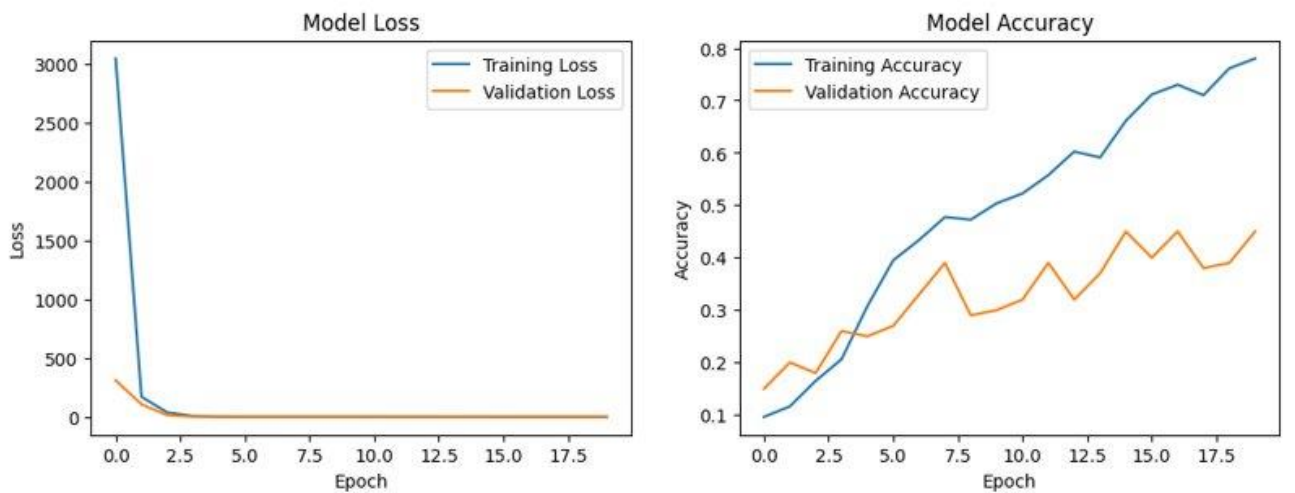 Model Loss
Training Loss
Validation Loss
3000
2500
2000
1500
1000
500
0
Loss
0.0 2.5 5.0 7.5 10.0 12.5 15.0 17.5
Epoch
Model Accuracy
Training Accuracy
Validation Accuracy
0.8
0.7
0.6
0.5
0.4
0.3
0.2
0.1
Accuracy
0.0 2.5 5.0 7.5 10.0 12.5 15.0 17.5
Epoch